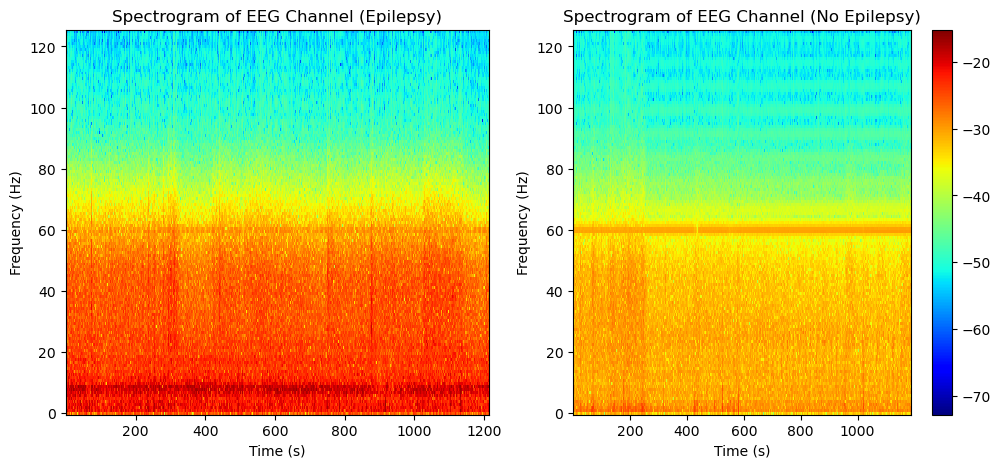 Spectrogram of EEG Channel (Epilepsy)
Frequency (Hz)
120
100
80
60
40
20
0
200 400 600 800 1000 1200
Time (s)
Spectrogram of EEG Channel (No Epilepsy)
Frequency (Hz)
120
100
80
60
40
20
0
200 400 600 800 1000
Time (s)
−20
−30
−40
−50
−60
−70